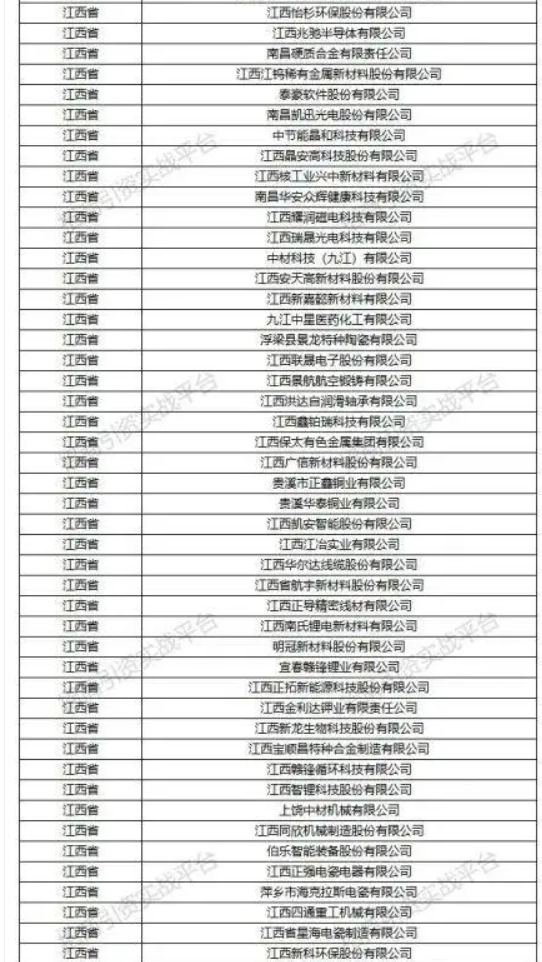 江西省 江西怡杉环保股份有限公司
江西省 江西兆驰半导体有限公司
江西省 南昌硬质合金有限责任公司
江西省 江西江钨稀有金属新材料股份有限公司
江西省 泰豪软件股份有限公司
江西省 南昌凯迅光电股份有限公司
江西省 中节能晶和科技有限公司
江西省 江西晶安高科技股份有限公司
江西省 江西核工业兴中新材料有限公司
江西省 南昌华安众辉健康科技有限公司
江西省 江西耀润磁电科技有限公司
江西省 江西瑞晟光电科技有限公司
江西省 中材科技（九江）有限公司
江西省 江西安天高新材料股份有限公司
江西省 江西新嘉懿新材料有限公司
江西省 九江中星医药化工有限公司
江西省 浮梁县景龙特种陶瓷有限公司
江西省 江西联晟电子股份有限公司
江西省 江西景航航空锻铸有限公司
江西省 江西洪达自润滑轴承有限公司
江西省 江西鑫铂瑞科技有限公司
江西省 江西保太有色金属集团有限公司
江西省 江西广信新材料股份有限公司
江西省 贵溪市正鑫铜业有限公司
江西省 贵溪华泰铜业有限公司
江西省 江西凯安智能股份有限公司
江西省 江西江冶实业有限公司
江西省 江西华尔达线缆股份有限公司
江西省 江西省航宇新材料股份有限公司
江西省 江西正导精密线材有限公司
江西省 江西南氏锂电新材料有限公司
江西省 明冠新材料股份有限公司
江西省 宜春赣锋锂业有限公司
江西省 江西正拓新能源科技股份有限公司
江西省 江西金利达钾业有限责任公司
江西省 江西新龙生物科技股份有限公司
江西省 江西宝顺昌特种合金制造有限公司
江西省 江西赣锋循环科技有限公司
江西省 江西智锂科技股份有限公司
江西省 上饶中材机械有限公司
江西省 江西同欣机械制造股份有限公司
江西省 伯乐智能装备股份有限公司
江西省 江西正强电瓷电器有限公司
江西省 萍乡市海克拉斯电瓷有限公司
江西省 江西四通重工机械有限公司
江西省 江西省星海电瓷制造有限公司
江西省 江西新科环保股份有限公司